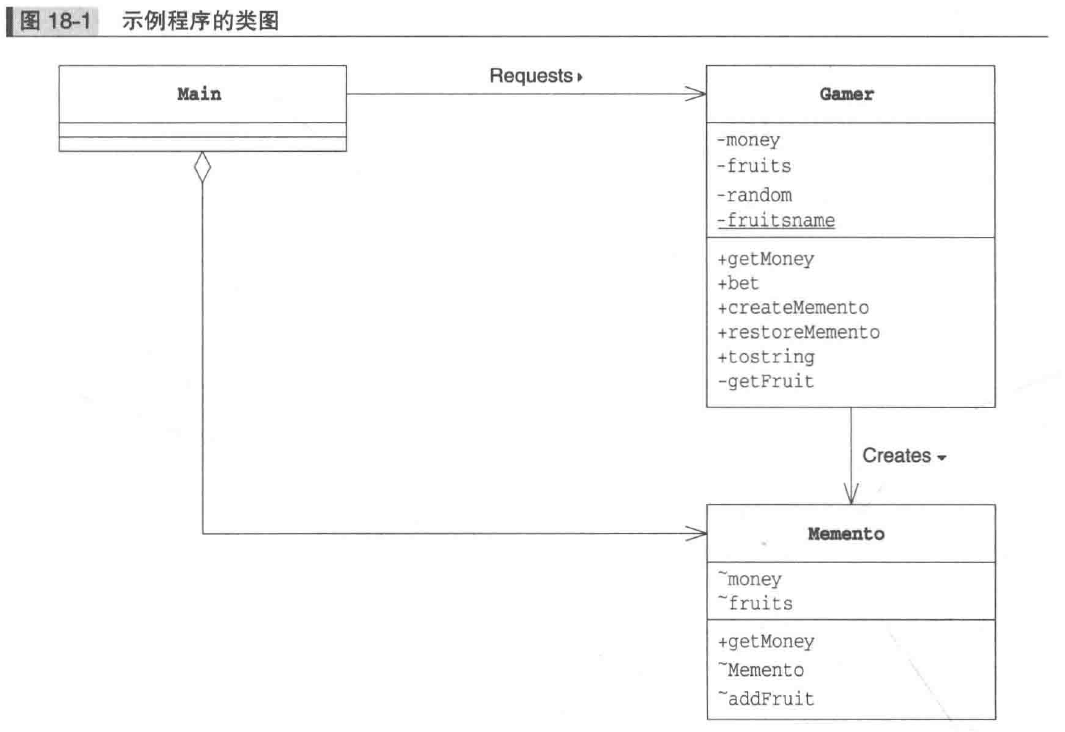 图 18-1 示例程序的类图
Requests ▸
Main
Gamer
-money
-fruits
-random
-fruitsname
+getMoney
+bet
+createMemento
+restoreMemento
+tostring
-getFruit
Creates ▾
Memento
~money
~fruits
+getMoney
~Memento
~addFruit